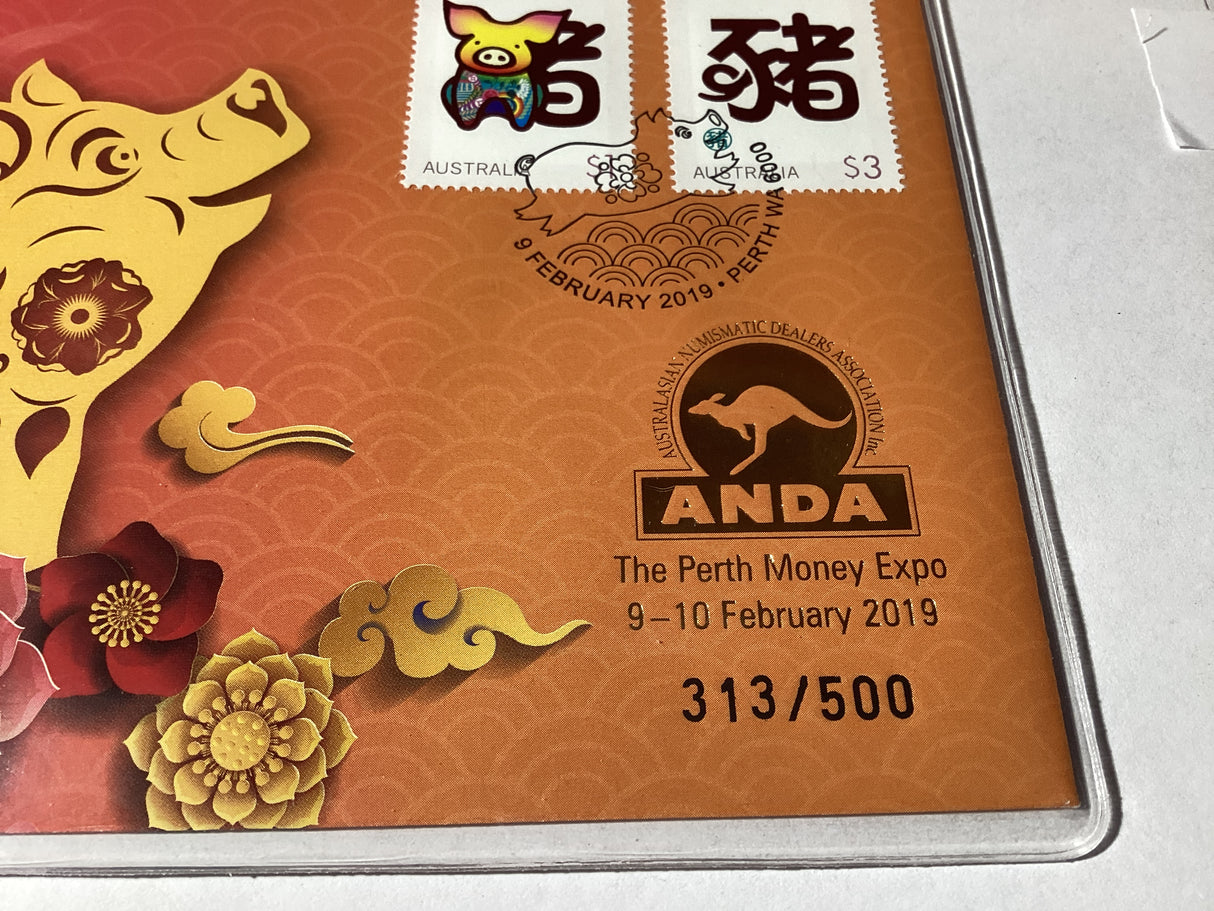 猪
豬
AUSTRALIA $1
AUSTRALIA $3
9 FEBRUARY 2019 • PERTH WA 6000
AUSTRALASIAN NUMISMATIC DEALERS ASSOCIATION Inc
ANDA
The Perth Money Expo
9–10 February 2019
313/500